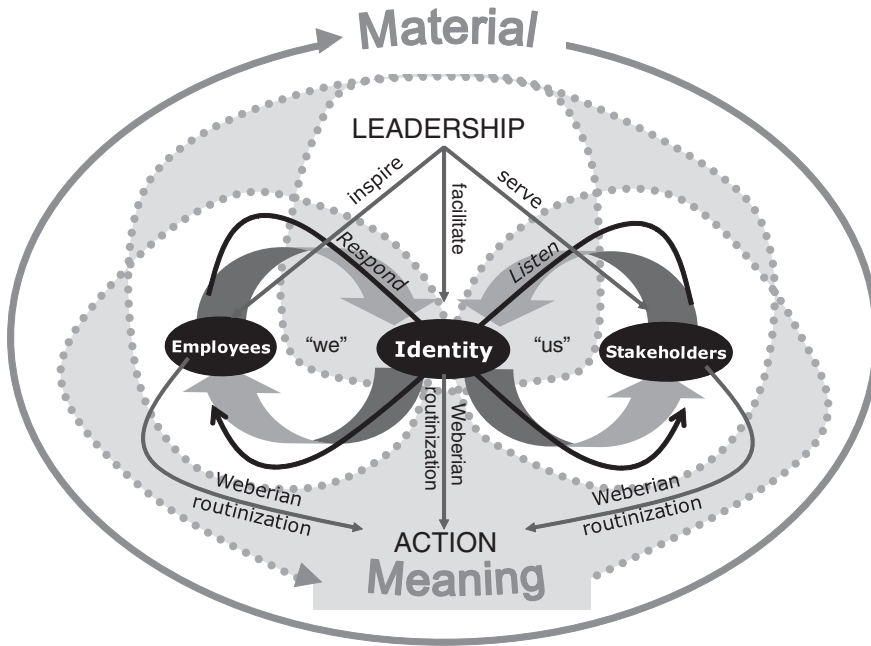 Material
LEADERSHIP
inspire
facilitate
serve
Respond
Listen
Employees
“we”
Identity
“us”
Stakeholders
Weberian
routinization
Weberian
routinization
Weberian
routinization
ACTION
Meaning